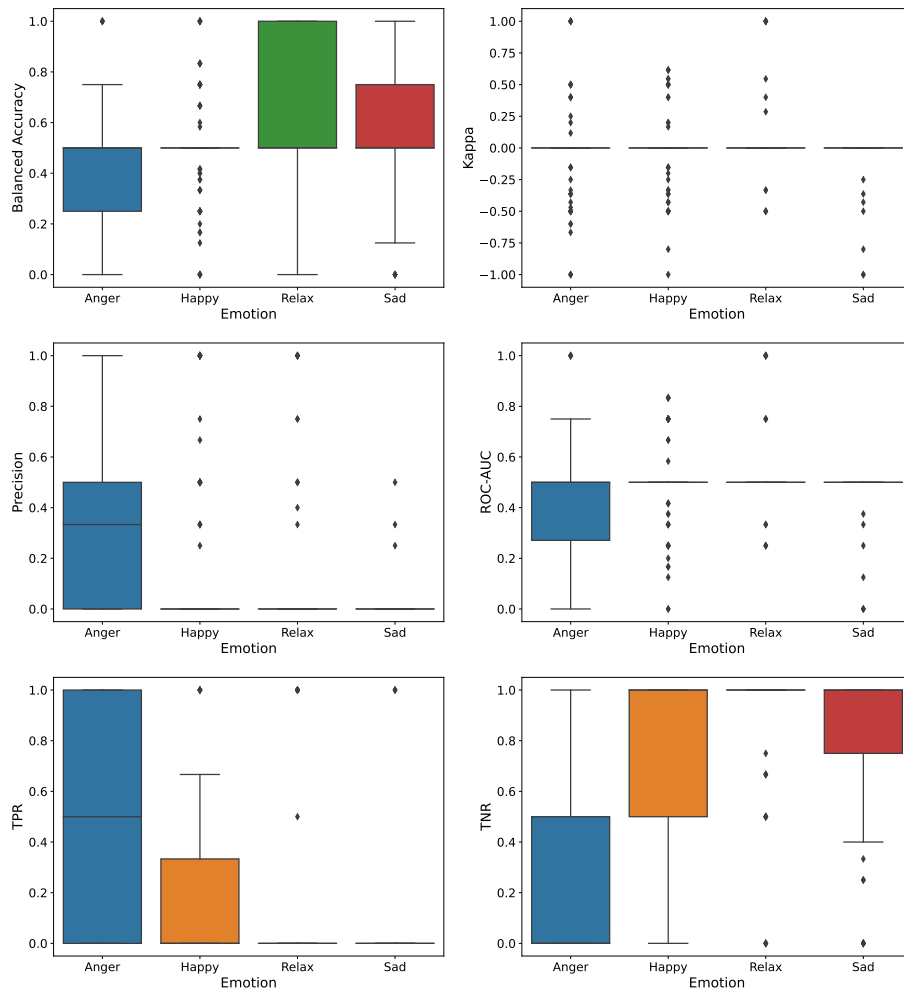 1.0
0.8
0.6
0.4
0.2
0.0
Balanced Accuracy
Anger Happy Relax Sad
Emotion
1.00
0.75
0.50
0.25
0.00
−0.25
−0.50
−0.75
−1.00
Kappa
Anger Happy Relax Sad
Emotion
1.0
0.8
0.6
0.4
0.2
0.0
Precision
Anger Happy Relax Sad
Emotion
1.0
0.8
0.6
0.4
0.2
0.0
ROC-AUC
Anger Happy Relax Sad
Emotion
1.0
0.8
0.6
0.4
0.2
0.0
TPR
Anger Happy Relax Sad
Emotion
1.0
0.8
0.6
0.4
0.2
0.0
TNR
Anger Happy Relax Sad
Emotion